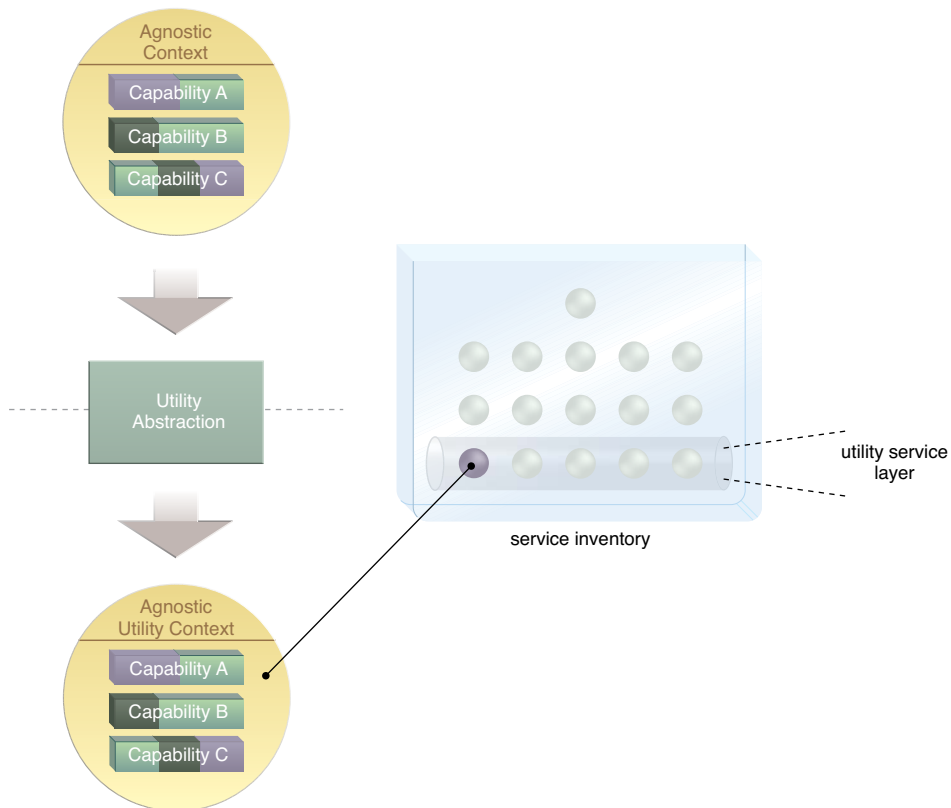 Agnostic
Context
Capability A
Capability B
Capability C
Utility
Abstraction
utility service
layer
service inventory
Agnostic
Utility Context
Capability A
Capability B
Capability C